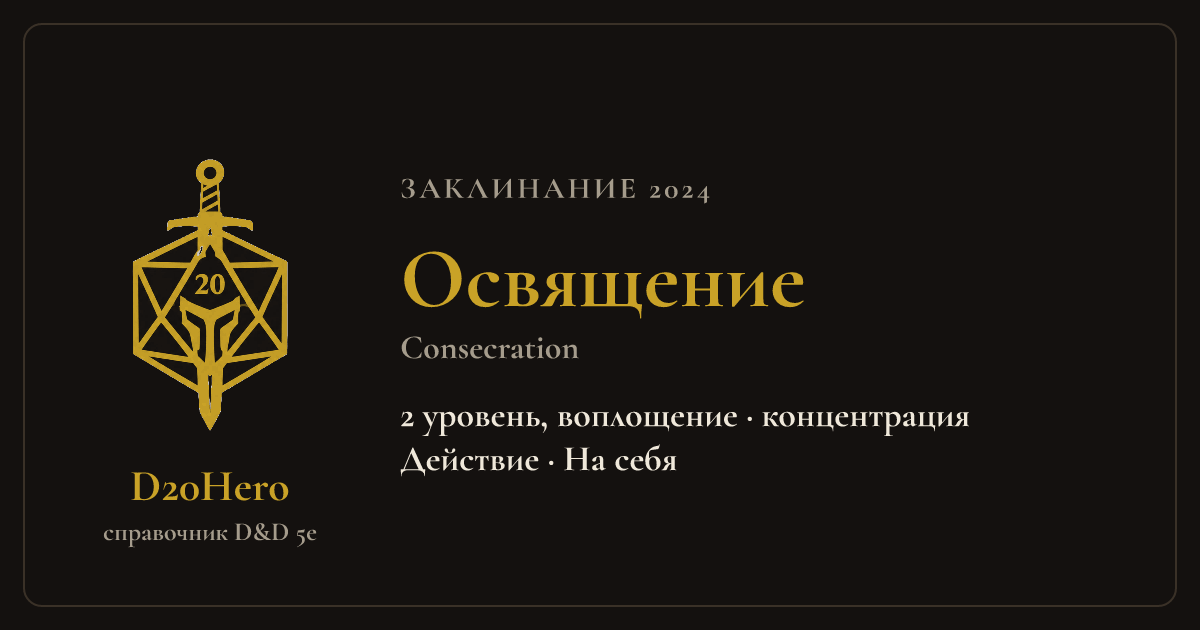 20
D20Hero
справочник D&D 5e
ЗАКЛИНАНИЕ 2024
Освящение
Consecration
2 уровень, воплощение · концентрация
Действие · На себя